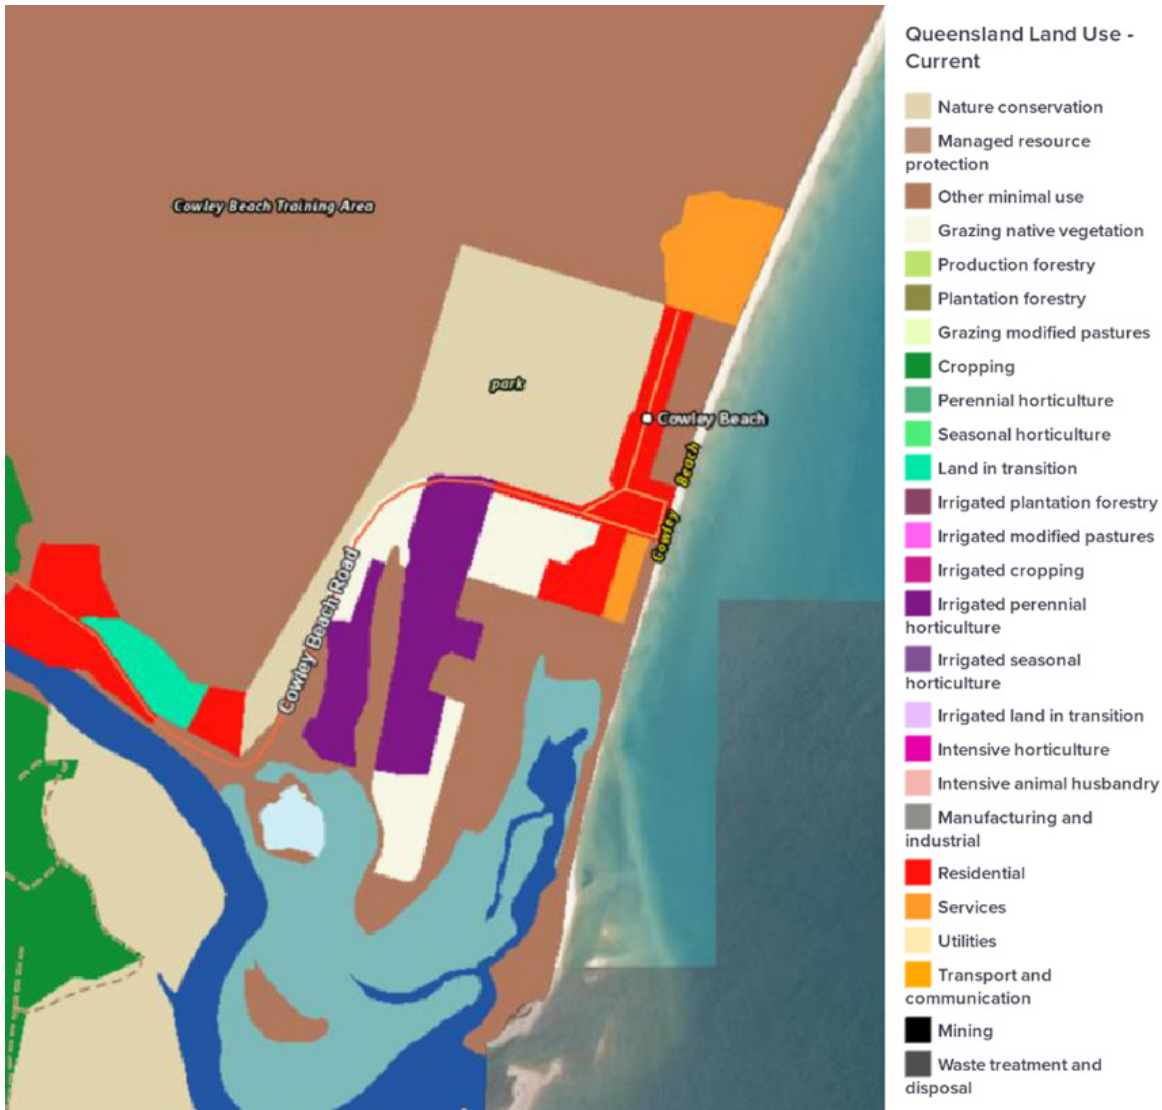 Queensland Land Use -
Current
Nature conservation
Managed resource
protection
Other minimal use
Grazing native vegetation
Production forestry
Plantation forestry
Grazing modified pastures
Cropping
Perennial horticulture
Seasonal horticulture
Land in transition
Irrigated plantation forestry
Irrigated modified pastures
Irrigated cropping
Irrigated perennial
horticulture
Irrigated seasonal
horticulture
Irrigated land in transition
Intensive horticulture
Intensive animal husbandry
Manufacturing and
industrial
Residential
Services
Utilities
Transport and
communication
Mining
Waste treatment and
disposal
Cowley Beach Training Area
park
Cowley Beach
Cowley Beach
Cowley Beach Road